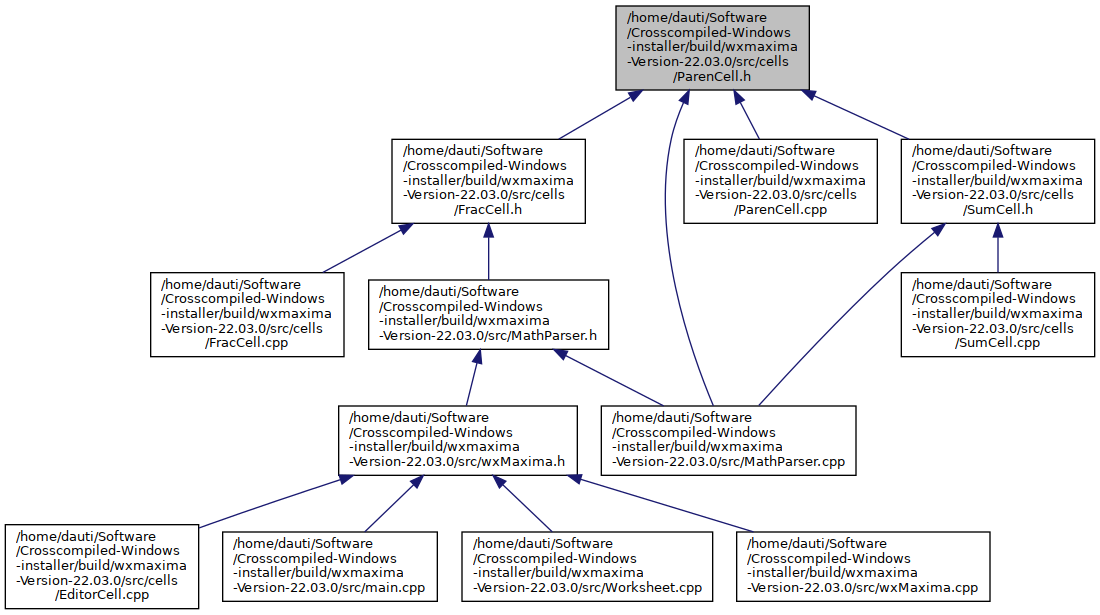 /home/dauti/Software
/Crosscompiled-Windows
-installer/build/wxmaxima
-Version-22.03.0/src/cells
/ParenCell.h
/home/dauti/Software
/Crosscompiled-Windows
-installer/build/wxmaxima
-Version-22.03.0/src/cells
/FracCell.h
/home/dauti/Software
/Crosscompiled-Windows
-installer/build/wxmaxima
-Version-22.03.0/src/cells
/ParenCell.cpp
/home/dauti/Software
/Crosscompiled-Windows
-installer/build/wxmaxima
-Version-22.03.0/src/cells
/SumCell.h
/home/dauti/Software
/Crosscompiled-Windows
-installer/build/wxmaxima
-Version-22.03.0/src/cells
/FracCell.cpp
/home/dauti/Software
/Crosscompiled-Windows
-installer/build/wxmaxima
-Version-22.03.0/src/MathParser.h
/home/dauti/Software
/Crosscompiled-Windows
-installer/build/wxmaxima
-Version-22.03.0/src/cells
/SumCell.cpp
/home/dauti/Software
/Crosscompiled-Windows
-installer/build/wxmaxima
-Version-22.03.0/src/wxMaxima.h
/home/dauti/Software
/Crosscompiled-Windows
-installer/build/wxmaxima
-Version-22.03.0/src/MathParser.cpp
/home/dauti/Software
/Crosscompiled-Windows
-installer/build/wxmaxima
-Version-22.03.0/src/cells
/EditorCell.cpp
/home/dauti/Software
/Crosscompiled-Windows
-installer/build/wxmaxima
-Version-22.03.0/src/main.cpp
/home/dauti/Software
/Crosscompiled-Windows
-installer/build/wxmaxima
-Version-22.03.0/src/Worksheet.cpp
/home/dauti/Software
/Crosscompiled-Windows
-installer/build/wxmaxima
-Version-22.03.0/src/wxMaxima.cpp